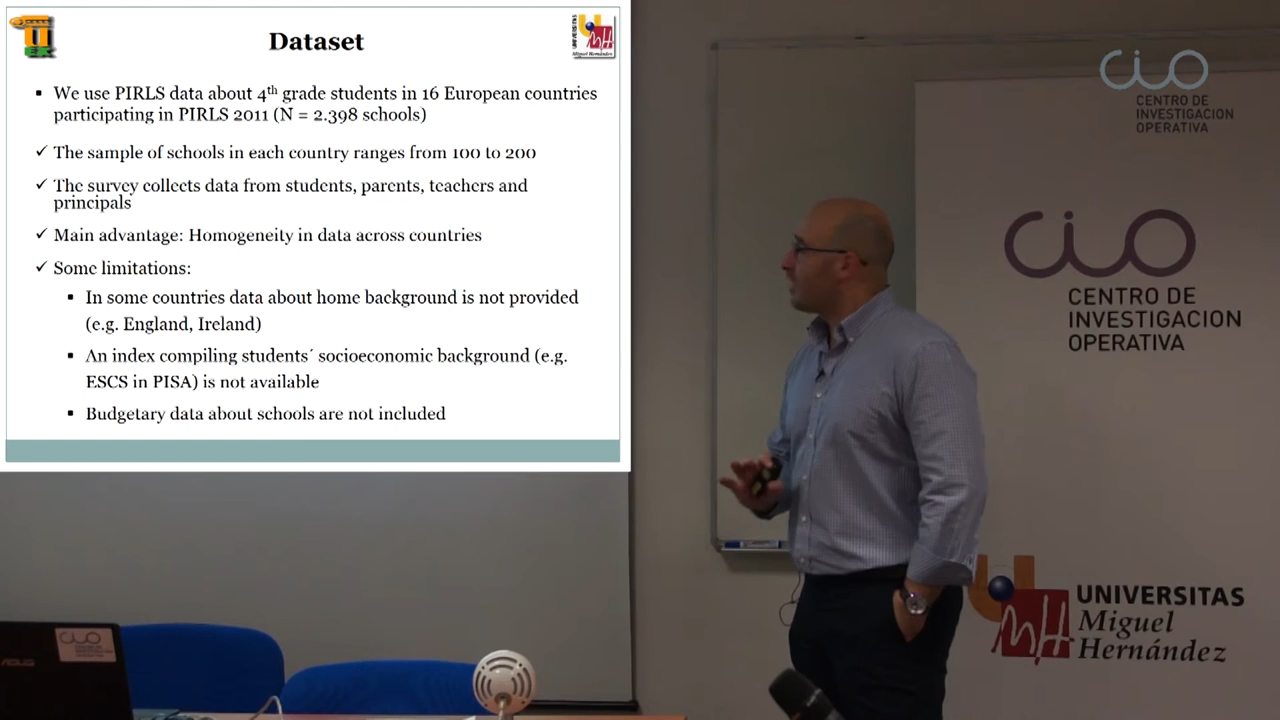 Dataset
UNIVERSITAS
Miguel Hernández
We use PIRLS data about 4th grade students in 16 European countries
participating in PIRLS 2011 (N = 2.398 schools)
The sample of schools in each country ranges from 100 to 200
The survey collects data from students, parents, teachers and
principals
Main advantage: Homogeneity in data across countries
Some limitations:
In some countries data about home background is not provided
(e.g. England, Ireland)
An index compiling students´ socioeconomic background (e.g.
ESCS in PISA) is not available
Budgetary data about schools are not included
CIO
CENTRO DE
INVESTIGACION
OPERATIVA
CIO
CENTRO DE
INVESTIGACION
OPERATIVA
UNIVERSITAS
Miguel
Hernández
ASUS
CIO